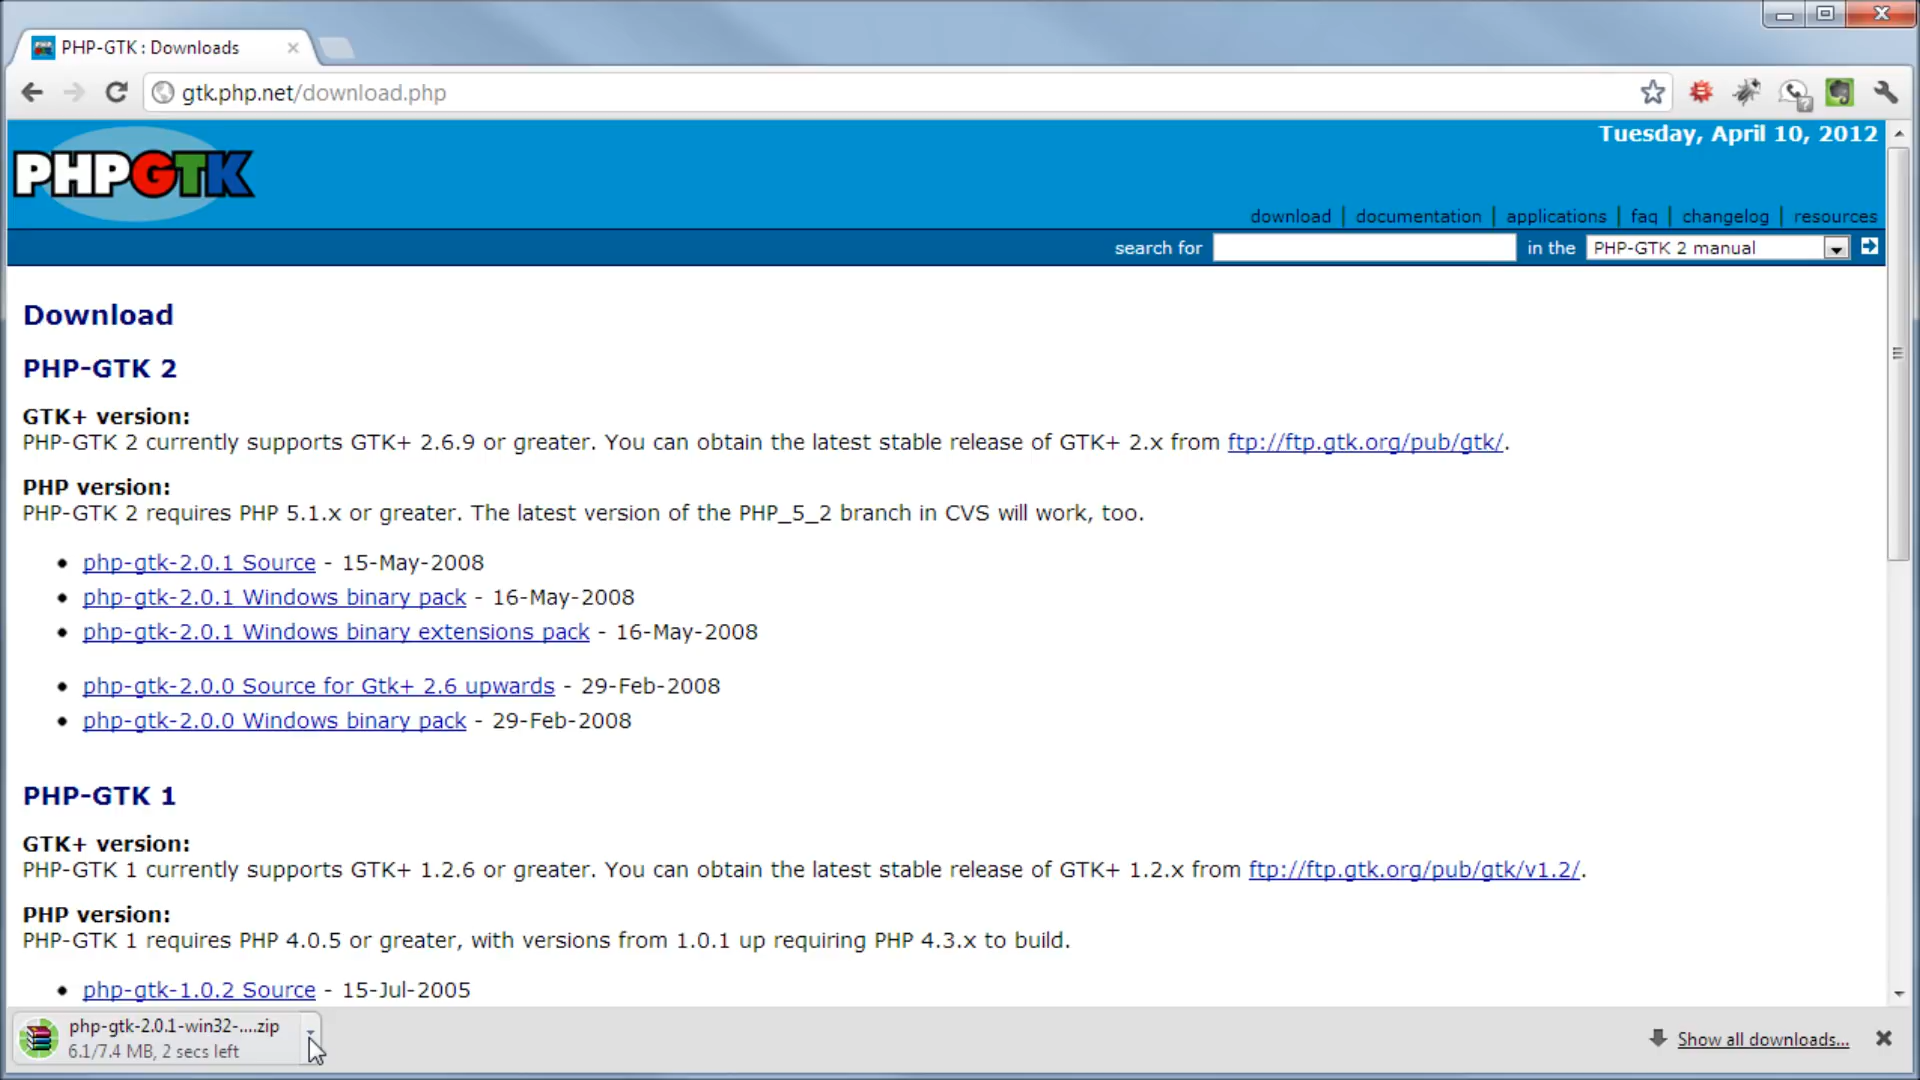 PHP-GTK : Downloads
gtk.php.net/download.php
Tuesday, April 10, 2012
PHPGTK
download | documentation | applications | faq | changelog | resources
search for in the PHP-GTK 2 manual
Download
PHP-GTK 2
GTK+ version:
PHP-GTK 2 currently supports GTK+ 2.6.9 or greater. You can obtain the latest stable release of GTK+ 2.x from ftp://ftp.gtk.org/pub/gtk/.
PHP version:
PHP-GTK 2 requires PHP 5.1.x or greater. The latest version of the PHP_5_2 branch in CVS will work, too.
• php-gtk-2.0.1 Source - 15-May-2008
• php-gtk-2.0.1 Windows binary pack - 16-May-2008
• php-gtk-2.0.1 Windows binary extensions pack - 16-May-2008
• php-gtk-2.0.0 Source for Gtk+ 2.6 upwards - 29-Feb-2008
• php-gtk-2.0.0 Windows binary pack - 29-Feb-2008
PHP-GTK 1
GTK+ version:
PHP-GTK 1 currently supports GTK+ 1.2.6 or greater. You can obtain the latest stable release of GTK+ 1.2.x from ftp://ftp.gtk.org/pub/gtk/v1.2/.
PHP version:
PHP-GTK 1 requires PHP 4.0.5 or greater, with versions from 1.0.1 up requiring PHP 4.3.x to build.
• php-gtk-1.0.2 Source - 15-Jul-2005
php-gtk-2.0.1-win32-....zip
6.1/7.4 MB, 2 secs left
Show all downloads...